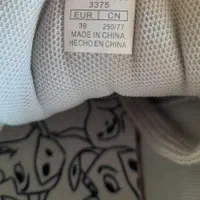 3375
EUR CN
39 250/77
MADE IN CHINA
HECHO EN CHINA